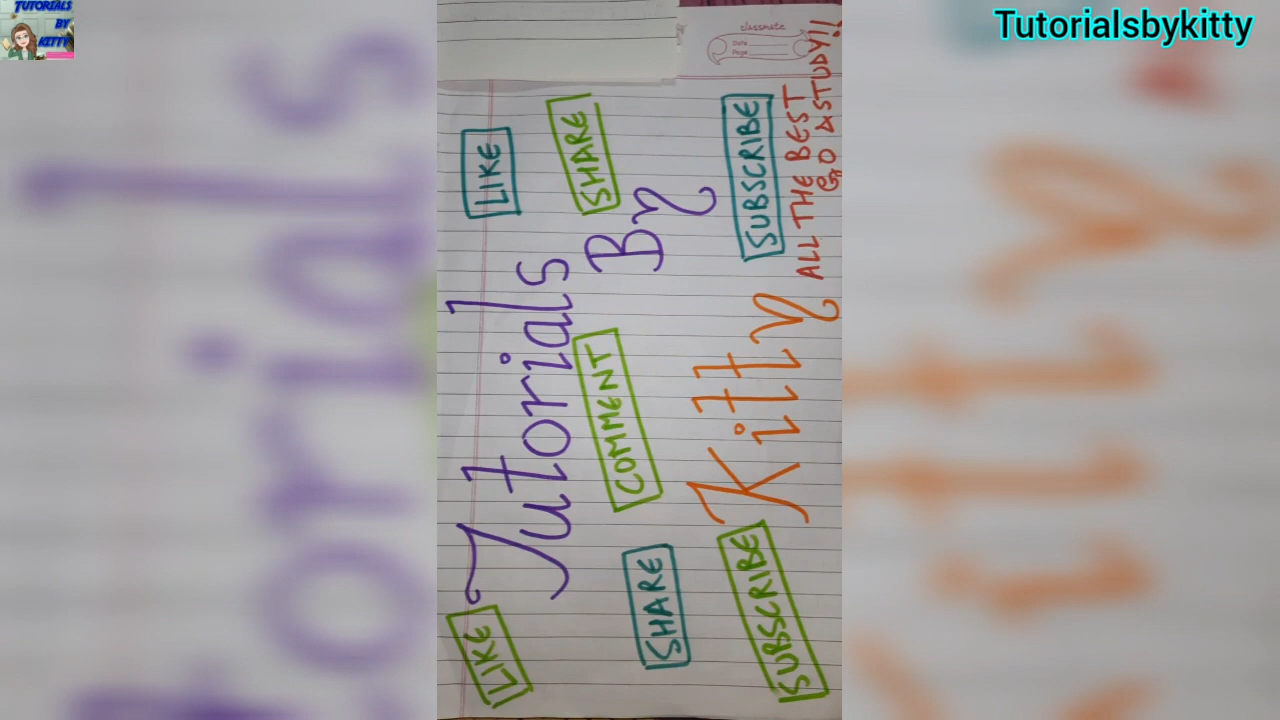 TUTORIALS
BY
KITTY
Tutorialsbykitty
classmate
Date
Page
LIKE
SHARE
SUBSCRIBE
ALL THE BEST
GO & STUDY!!
Tutorials
By
COMMENT
Kitty
LIKE
SHARE
SUBSCRIBE